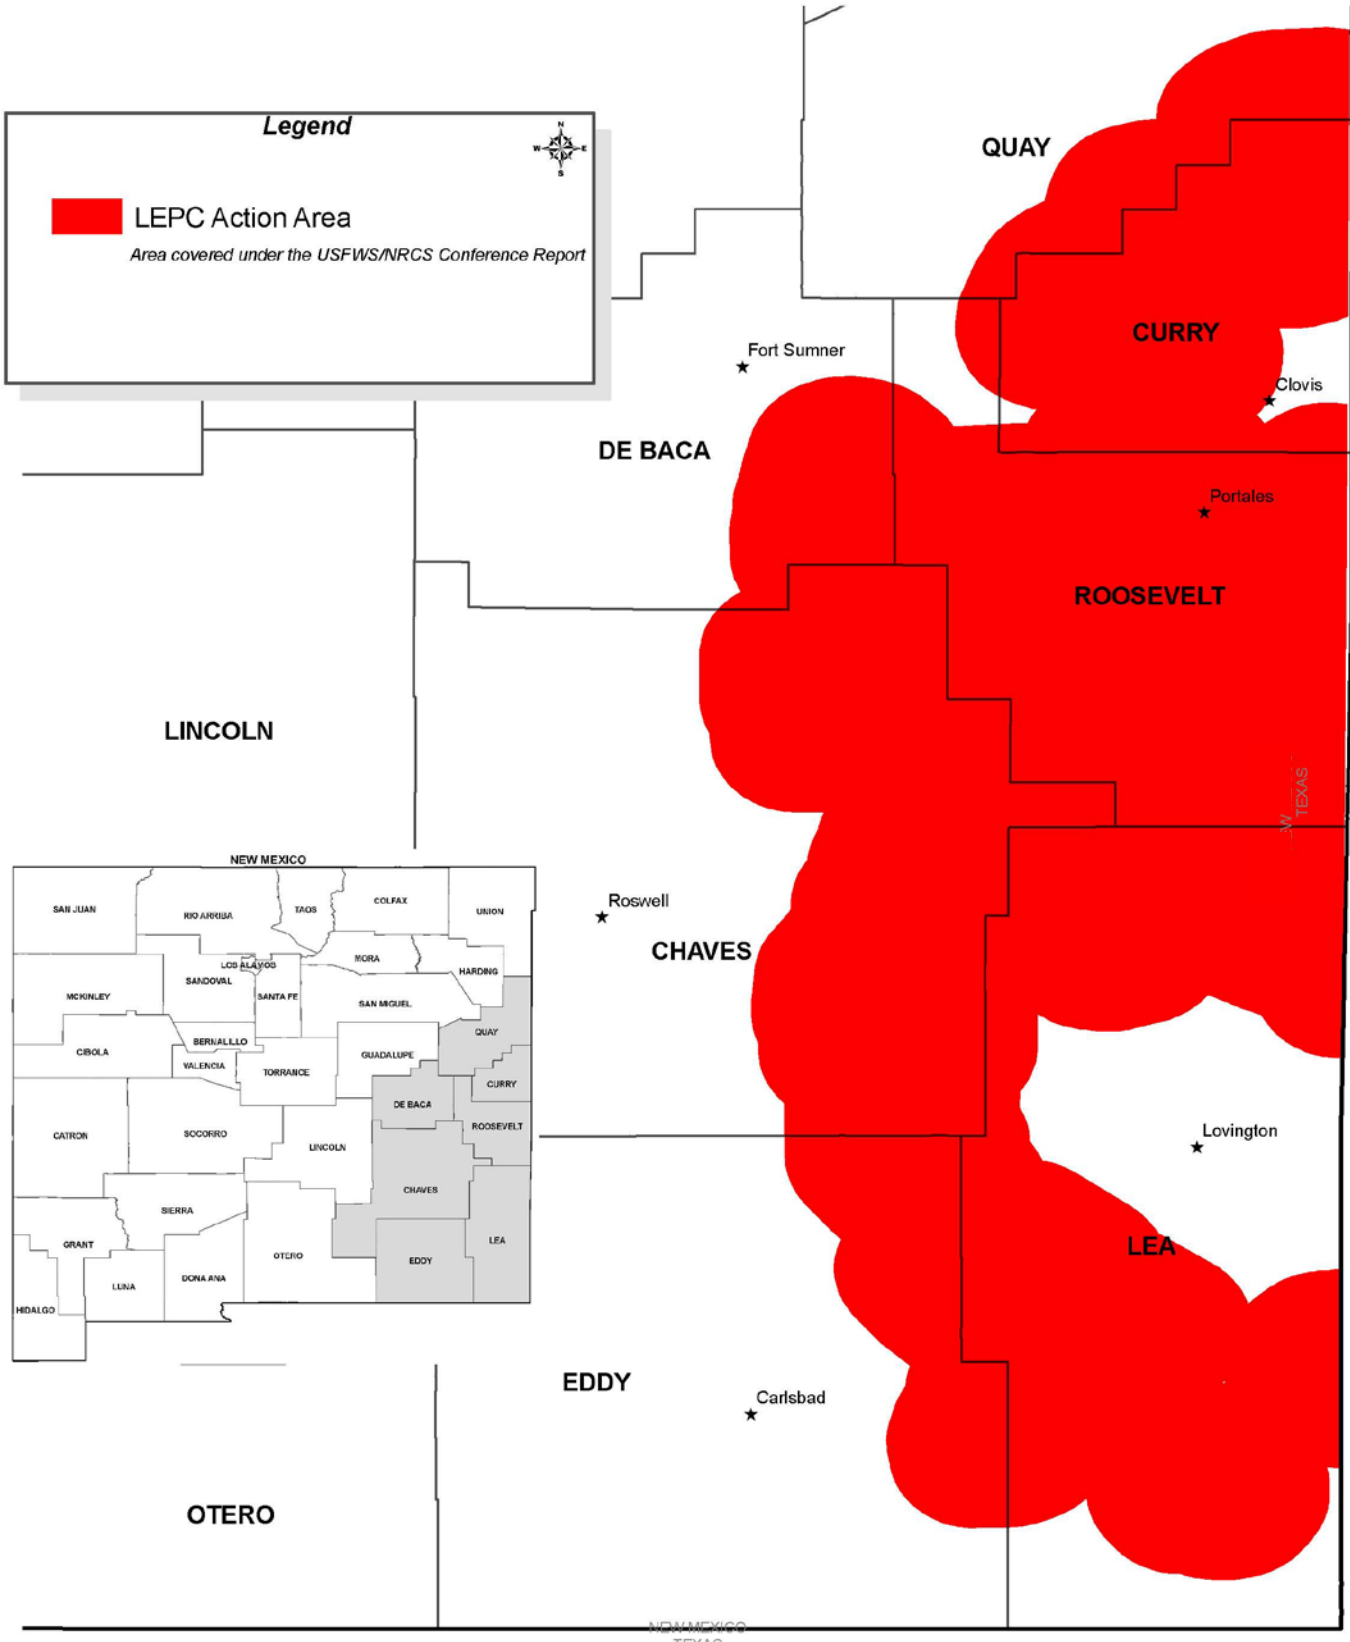 Legend
N
W E
S
LEPC Action Area
Area covered under the USFWS/NRCS Conference Report
QUAY
CURRY
Fort Sumner
Clovis
DE BACA
Portales
ROOSEVELT
LINCOLN
TEXAS
Roswell
CHAVES
Lovington
LEA
EDDY
Carlsbad
OTERO
NEW MEXICO
TEXAS
NEW MEXICO
SAN JUAN
RIO ARRIBA
TAOS
COLFAX
UNION
MORA
LOS ALAMOS
HARDING
SANDOVAL
MCKINLEY
SANTA FE
SAN MIGUEL
QUAY
BERNALILLO
CIBOLA
GUADALUPE
VALENCIA
TORRANCE
CURRY
DE BACA
ROOSEVELT
CATRON
SOCORRO
LINCOLN
CHAVES
SIERRA
GRANT
OTERO
LEA
EDDY
DONA ANA
LUNA
HIDALGO